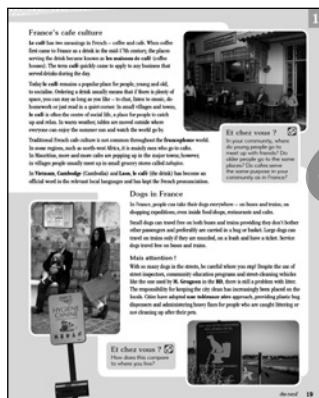 1
France's café culture
Le café has two meanings in French – coffee and café. When coffee
first came to France in the mid-17th century, the places
serving the drink became known as les maisons de café (coffee
houses). The term café quickly came to apply to any business that
served drinks during the day.
Today le café remains a popular place for people, young and old,
to socialise. Ordering a drink usually means that if there is plenty of
space, you can stay as long as you like – to chat, listen to music, do
homework or just read in a quiet corner. In small villages and towns,
le café is often the centre of social life, a place for people to catch
up and relax. In warm weather, tables are moved outside where
everyone can enjoy the summer sun and watch the world go by.
Traditional French café culture is not common throughout the francophone world.
In some regions, such as north-west Africa, it is mainly men who go to cafés.
In Mauritius, more and more cafés are popping up in the major towns; however,
in villages people usually meet up in small grocery stores called tabagies.
In Vietnam, Cambodge (Cambodia) and Laos, le café (the drink) has become an
official word in the relevant local languages and has kept the French pronunciation.
Et chez vous ?
In your community, where
do young people go to
meet up with friends? Do
older people go to the same
places? Do cafés serve
the same purpose in your
community as in France?
Dogs in France
In France, people can take their dogs everywhere – on buses and trains, on
shopping expeditions, even inside food shops, restaurants and cafés.
Small dogs can travel free on both buses and trains providing they don't bother
other passengers and preferably are carried in a bag or basket. Large dogs can
travel on trains only if they are muzzled, on a leash and have a ticket. Service
dogs travel free on buses and trains.
Mais attention !
With so many dogs in the streets, be careful where you step! Despite the use of
street inspectors, community education programs and street-cleaning vehicles
like the one used by M. Grognon in the BD, there is still a problem with litter.
The responsibility for keeping the city clean has increasingly been placed on the
locals. Cities have adopted une tolérance zéro approach, providing plastic bag
dispensers and administering heavy fines for people who are caught littering or
not cleaning up after their pets.
HYGIENE
CANINE
Et chez vous ?
How does this compare
to where you live?
19